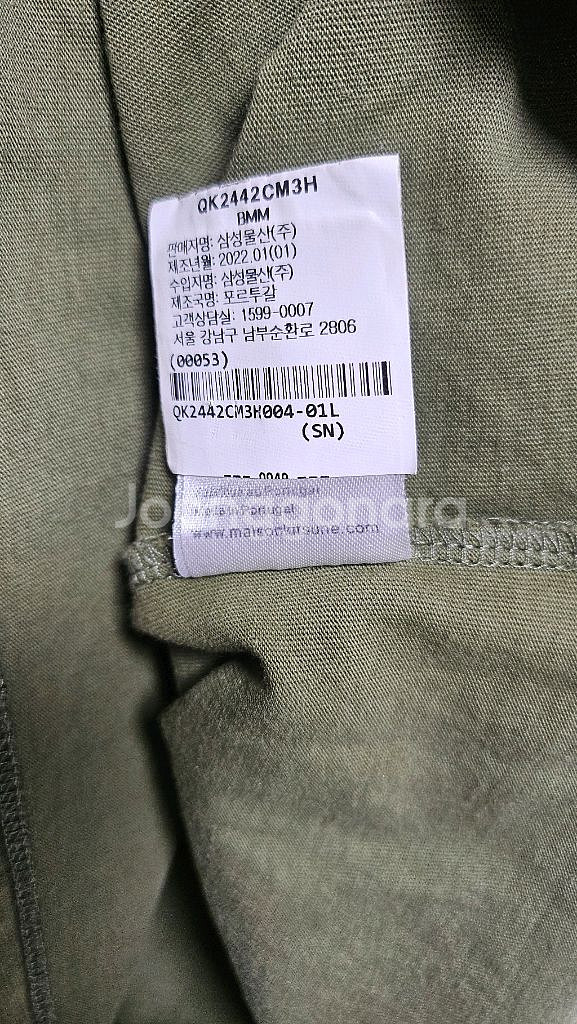 QK2442CM3H
BMM
판매자명: 삼성물산(주)
제조년월: 2022.01(01)
수입자명: 삼성물산(주)
제조국명: 포르투갈
고객상담실: 1599-0007
서울 강남구 남부순환로 2806
(00053)
QK2442CM3H004-01L
(SN)
au Portugal
in Portugal
www.maisonkitsune.com